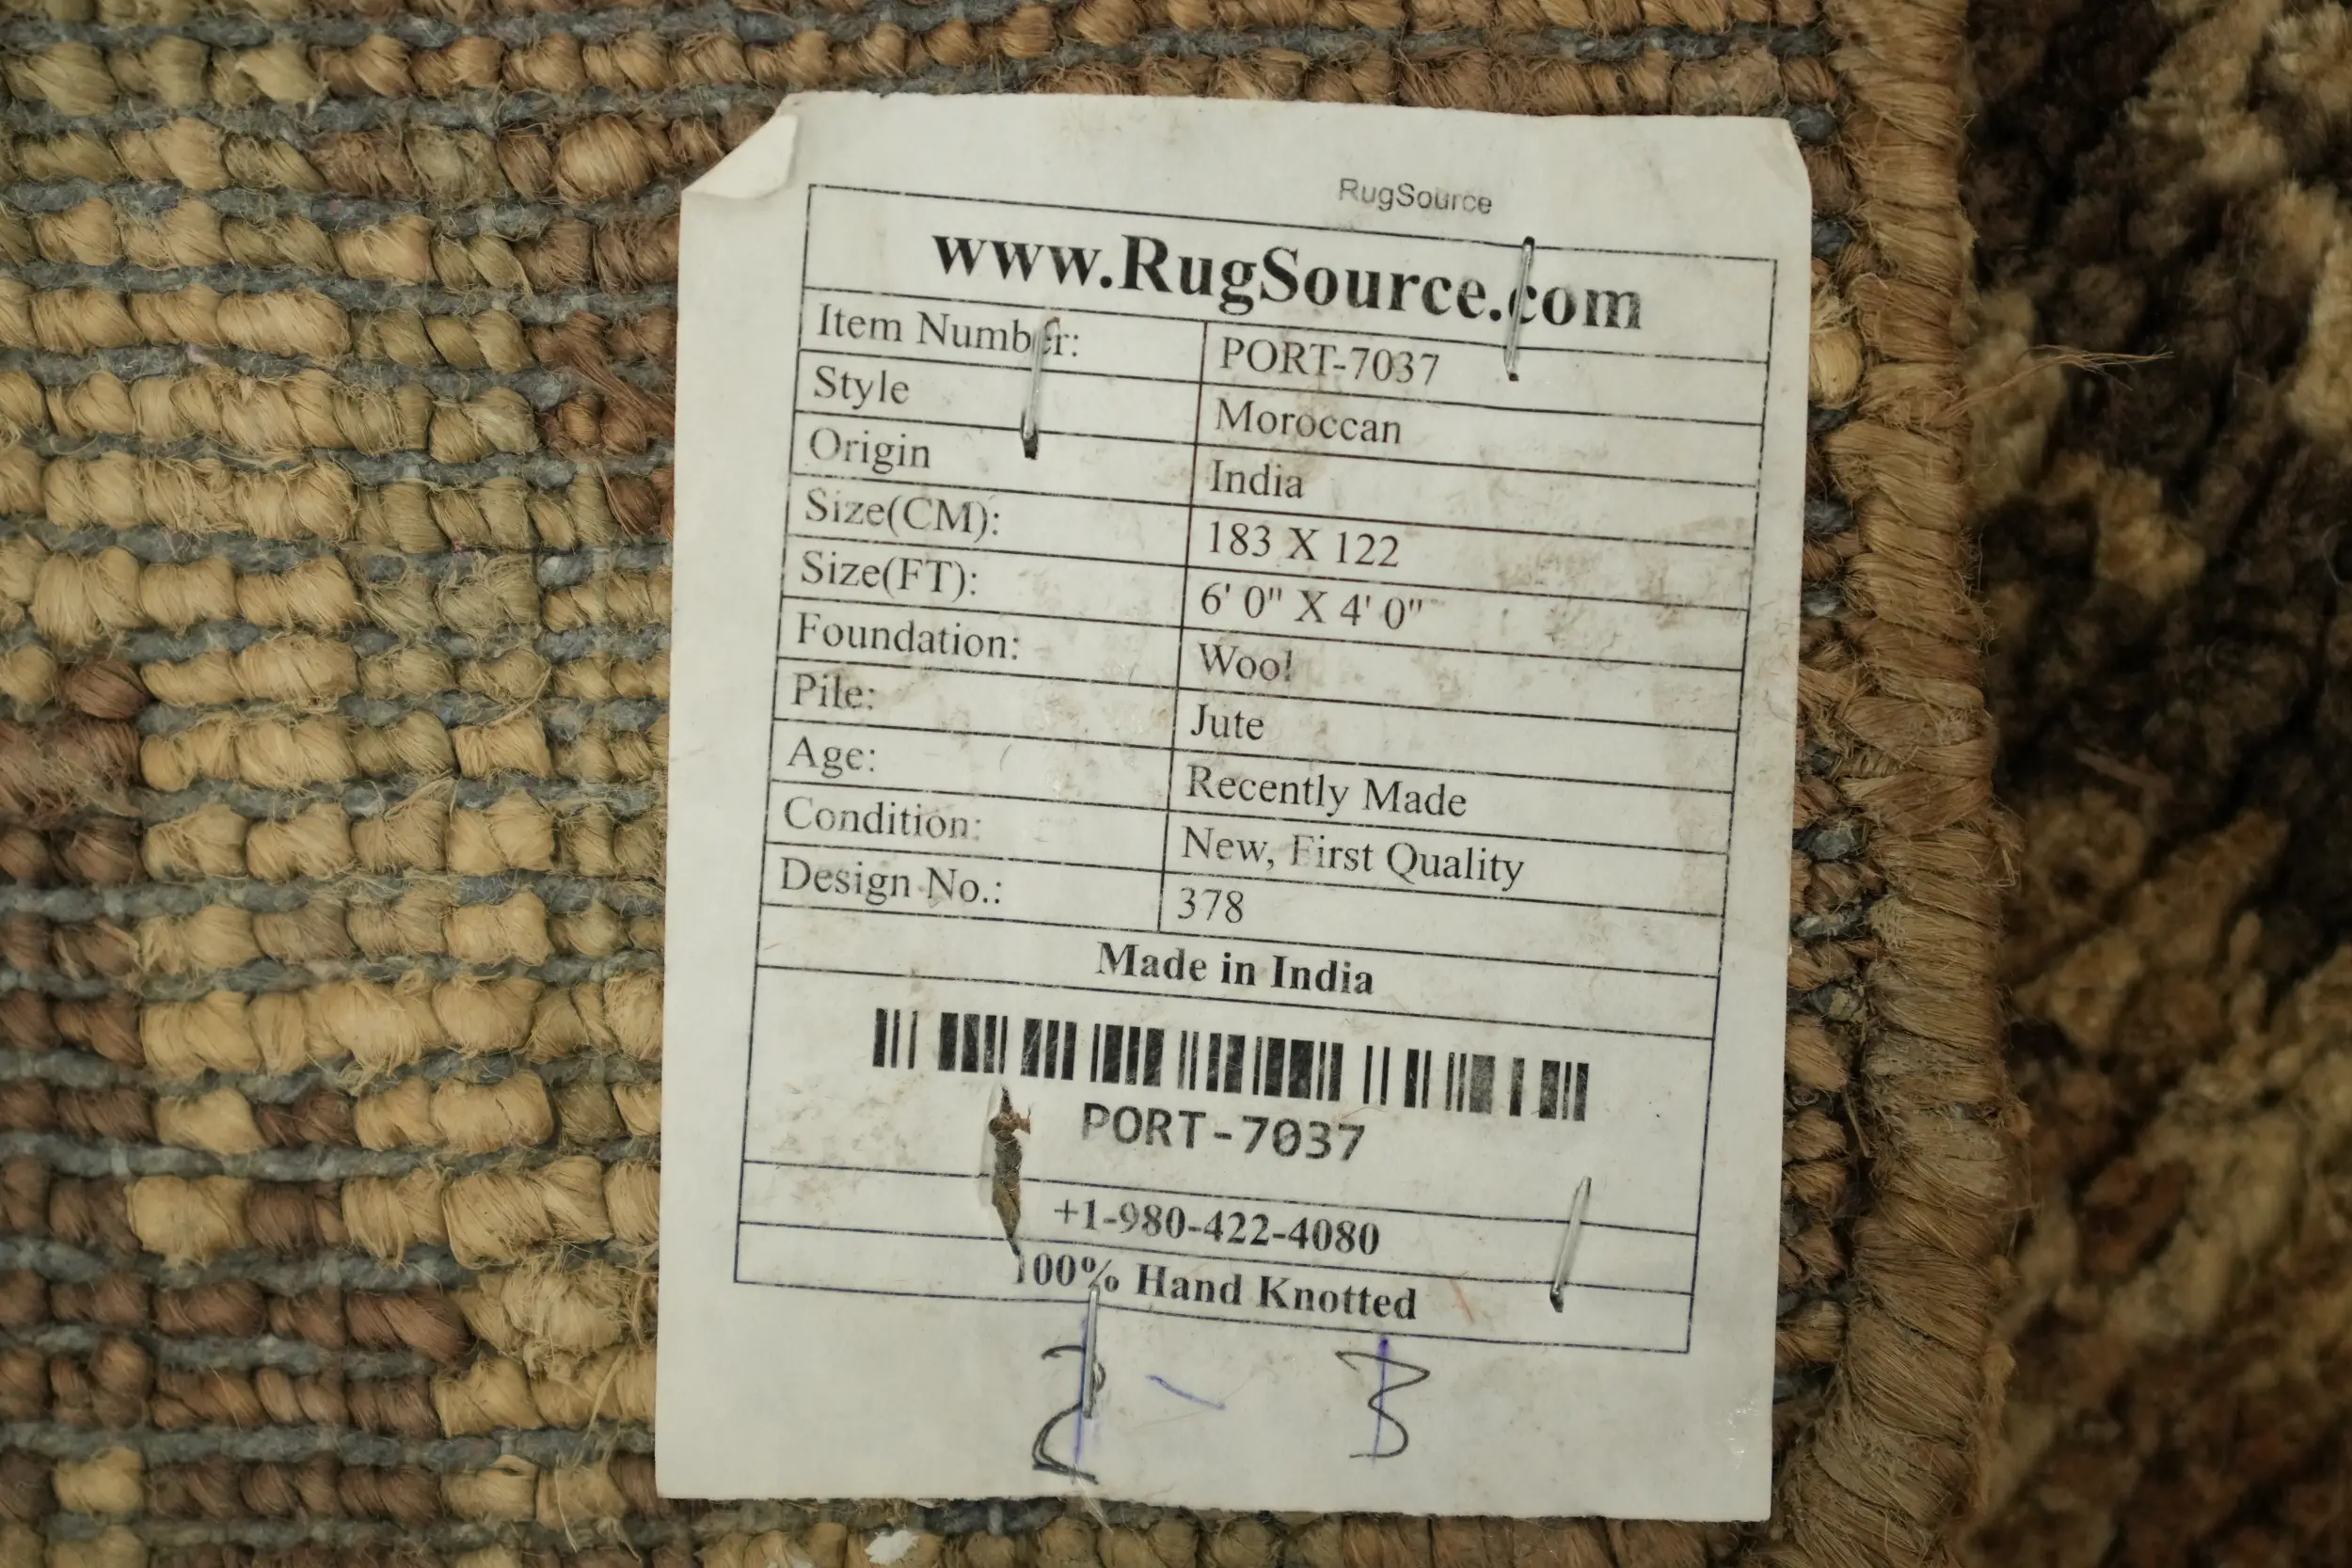 RugSource
www.RugSource.com
Item Number: PORT-7037
Style Moroccan
Origin India
Size(CM): 183 X 122
Size(FT): 6' 0" X 4' 0"
Foundation: Wool
Pile: Jute
Age: Recently Made
Condition: New, First Quality
Design No.: 378
Made in India
PORT-7037
+1-980-422-4080
100% Hand Knotted
2 - 3